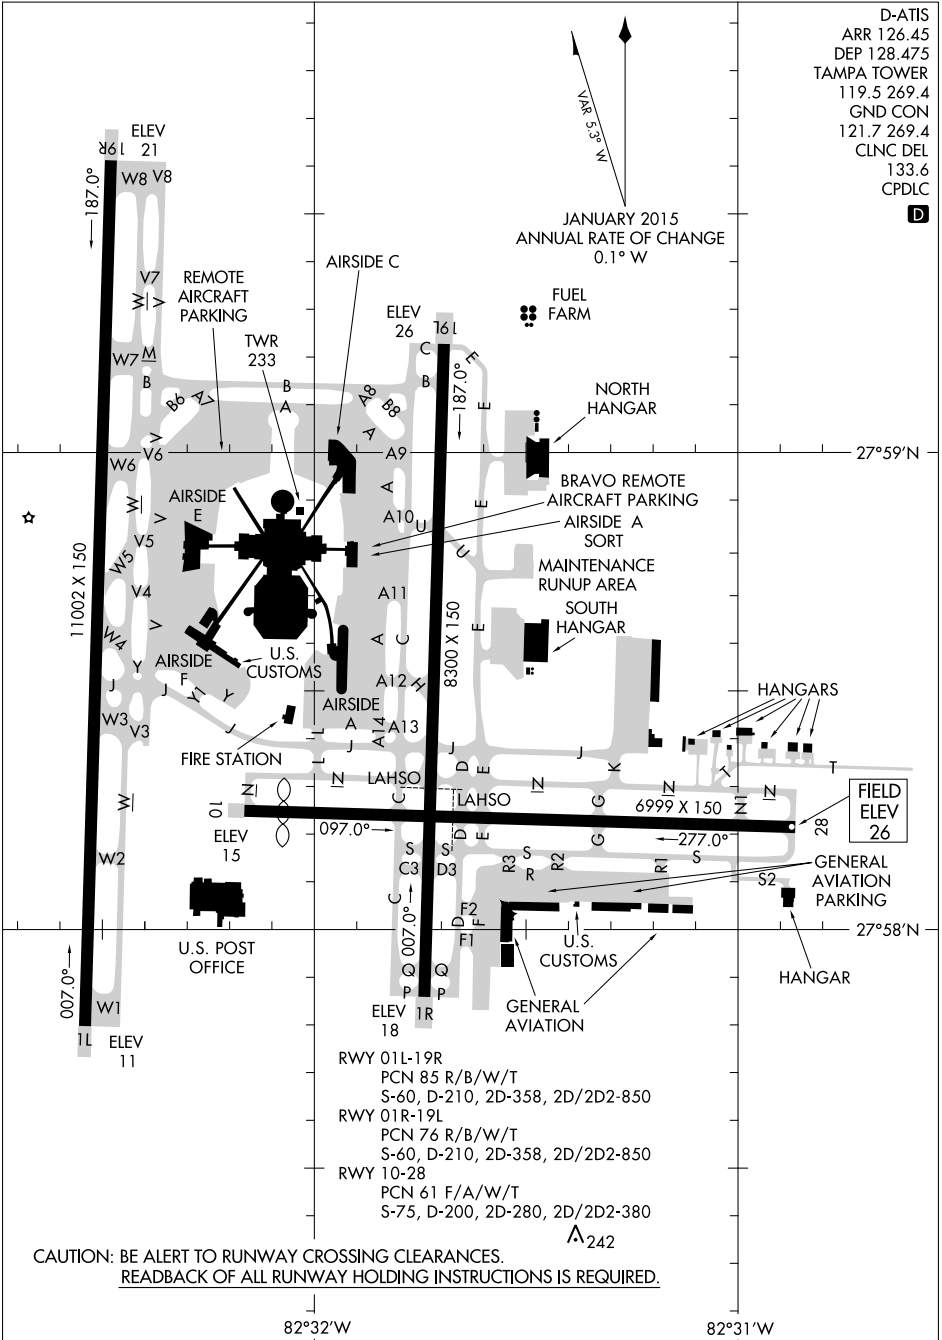 D-ATIS
ARR 126.45
DEP 128.475
TAMPA TOWER
119.5 269.4
GND CON
121.7 269.4
CLNC DEL
133.6
CPDLC
D
VAR 5.3° W
JANUARY 2015
ANNUAL RATE OF CHANGE
0.1° W
19R
ELEV
21
W8 V8
187.0°
V7
W
V
REMOTE
AIRCRAFT
PARKING
AIRSIDE C
TWR
233
FUEL
FARM
ELEV
26
19L
C
E
B
187.0°
E
W7
M
B
B6
A7
B
A
A8
B8
A
NORTH
HANGAR
V
V6
W6
A9
27°59'N
BRAVO REMOTE
AIRCRAFT PARKING
AIRSIDE A
SORT
AIRSIDE
E
W
V
A
A10
U
E
U
V5
W5
MAINTENANCE
RUNUP AREA
11002 X 150
V4
A11
SOUTH
HANGAR
8300 X 150
E
W4
V
A
C
U.S.
CUSTOMS
Y
AIRSIDE
F
J
J
Y1
Y
A12
H
HANGARS
AIRSIDE
A
W3
V3
J
L
A14
A13
J
FIRE STATION
L
J
D
E
J
K
T
T
N
N
LAHSO
C
LAHSO
N
N
N
G
6999 X 150
FIELD
ELEV
26
W
10
ELEV
15
097.0°
D
E
G
277.0°
28
W2
S
S
C3
D3
R3
S
R
R2
R1
S
S2
GENERAL
AVIATION
PARKING
C
007.0°
D
F2
F
F1
27°58'N
U.S. POST
OFFICE
U.S.
CUSTOMS
HANGAR
007.0°
Q
Q
P
P
W1
1L
ELEV
11
ELEV
18
1R
GENERAL
AVIATION
RWY 01L-19R
PCN 85 R/B/W/T
S-60, D-210, 2D-358, 2D/2D2-850
RWY 01R-19L
PCN 76 R/B/W/T
S-60, D-210, 2D-358, 2D/2D2-850
RWY 10-28
PCN 61 F/A/W/T
S-75, D-200, 2D-280, 2D/2D2-380
242
CAUTION: BE ALERT TO RUNWAY CROSSING CLEARANCES.
READBACK OF ALL RUNWAY HOLDING INSTRUCTIONS IS REQUIRED.
82°32'W
82°31'W